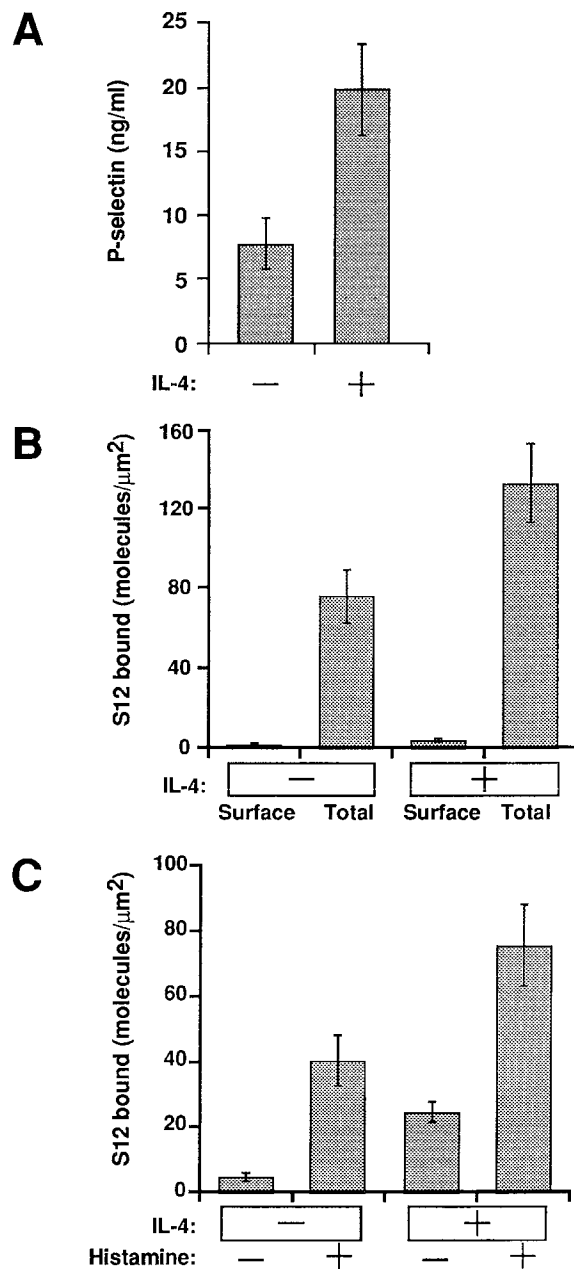 A
P-selectin (ng/ml)
25
20
15
10
5
0
IL-4: — +
B
S12 bound (molecules/μm²)
160
120
80
40
0
IL-4: — +
Surface Total Surface Total
C
S12 bound (molecules/μm²)
100
80
60
40
20
0
IL-4: — +
Histamine: — + — +